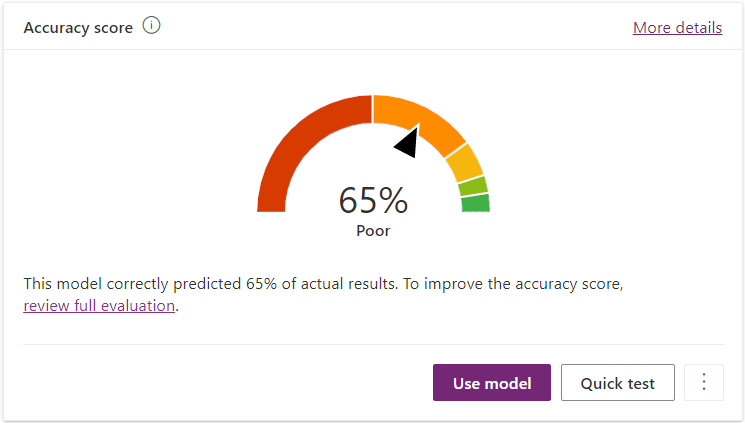 Accuracy score
More details
65%
Poor
This model correctly predicted 65% of actual results. To improve the accuracy score,
review full evaluation.
Use model
Quick test